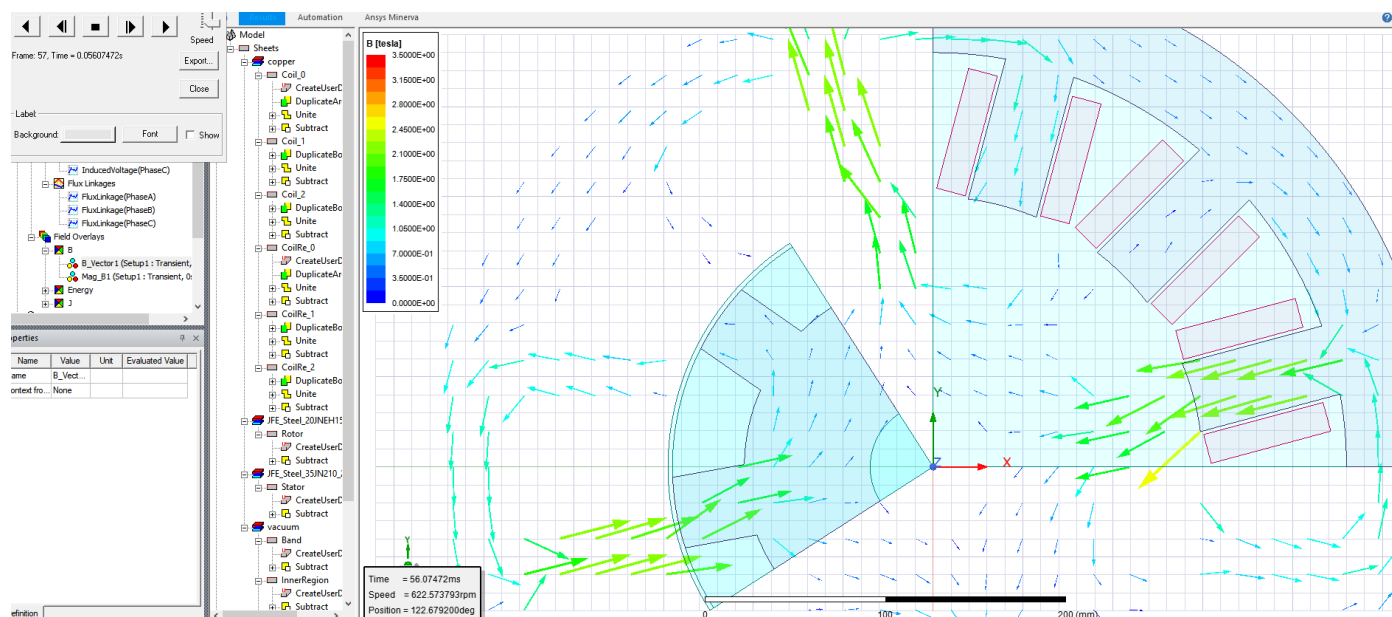 Results
Automation
Ansys Minerva
Speed
Frame: 57, Time = 0.05607472s
Export...
Close
Label
Background:
Font
Show
InducedVoltage(PhaseC)
Flux Linkages
FluxLinkage(PhaseA)
FluxLinkage(PhaseB)
FluxLinkage(PhaseC)
Field Overlays
B
B_Vector1 (Setup1 : Transient,
Mag_B1 (Setup1 : Transient, 0s
Energy
J
operties
Name Value Unit Evaluated Value
ame B_Vect...
ontext fro... None
efinition
Model
Sheets
copper
Coil_0
CreateUserD
DuplicateAr
Unite
Subtract
Coil_1
DuplicateBo
Unite
Subtract
Coil_2
DuplicateBo
Unite
Subtract
CoilRe_0
CreateUserD
DuplicateAr
Unite
Subtract
CoilRe_1
DuplicateBo
Unite
Subtract
CoilRe_2
DuplicateBo
Unite
Subtract
JFE_Steel_20JNEH15
Rotor
CreateUserD
Subtract
JFE_Steel_35JN210_2
Stator
CreateUserD
Subtract
vacuum
Band
CreateUserD
Subtract
InnerRegion
CreateUserD
Subtract
B [tesla]
3.5000E+00
3.1500E+00
2.8000E+00
2.4500E+00
2.1000E+00
1.7500E+00
1.4000E+00
1.0500E+00
7.0000E-01
3.5000E-01
0.0000E+00
Y
X
Z
Y
Time = 56.07472ms
Speed = 622.573793rpm
Position = 122.679200deg
0 100 200 (mm)